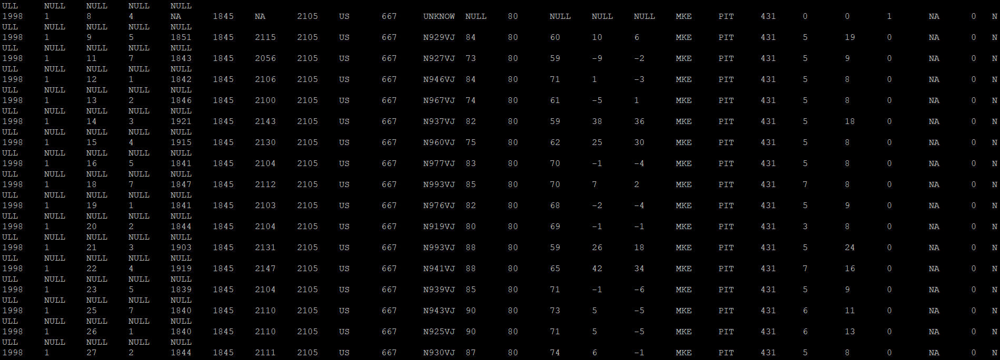 ULL NULL NULL NULL NULL
1998 1 8 4 NA 1845 NA 2105 US 667 UNKNOW NULL 80 NULL NULL NULL MKE PIT 431 0 0 1 NA 0 N
ULL NULL NULL NULL NULL
1998 1 9 5 1851 1845 2115 2105 US 667 N929VJ 84 80 60 10 6 MKE PIT 431 5 19 0 NA 0 N
ULL NULL NULL NULL NULL
1998 1 11 7 1843 1845 2056 2105 US 667 N927VJ 73 80 59 -9 -2 MKE PIT 431 5 9 0 NA 0 N
ULL NULL NULL NULL NULL
1998 1 12 1 1842 1845 2106 2105 US 667 N946VJ 84 80 71 1 -3 MKE PIT 431 5 8 0 NA 0 N
ULL NULL NULL NULL NULL
1998 1 13 2 1846 1845 2100 2105 US 667 N967VJ 74 80 61 -5 1 MKE PIT 431 5 8 0 NA 0 N
ULL NULL NULL NULL NULL
1998 1 14 3 1921 1845 2143 2105 US 667 N937VJ 82 80 59 38 36 MKE PIT 431 5 18 0 NA 0 N
ULL NULL NULL NULL NULL
1998 1 15 4 1915 1845 2130 2105 US 667 N960VJ 75 80 62 25 30 MKE PIT 431 5 8 0 NA 0 N
ULL NULL NULL NULL NULL
1998 1 16 5 1841 1845 2104 2105 US 667 N977VJ 83 80 70 -1 -4 MKE PIT 431 5 8 0 NA 0 N
ULL NULL NULL NULL NULL
1998 1 18 7 1847 1845 2112 2105 US 667 N993VJ 85 80 70 7 2 MKE PIT 431 7 8 0 NA 0 N
ULL NULL NULL NULL NULL
1998 1 19 1 1841 1845 2103 2105 US 667 N976VJ 82 80 68 -2 -4 MKE PIT 431 5 9 0 NA 0 N
ULL NULL NULL NULL NULL
1998 1 20 2 1844 1845 2104 2105 US 667 N919VJ 80 80 69 -1 -1 MKE PIT 431 3 8 0 NA 0 N
ULL NULL NULL NULL NULL
1998 1 21 3 1903 1845 2131 2105 US 667 N993VJ 88 80 59 26 18 MKE PIT 431 5 24 0 NA 0 N
ULL NULL NULL NULL NULL
1998 1 22 4 1919 1845 2147 2105 US 667 N941VJ 88 80 65 42 34 MKE PIT 431 7 16 0 NA 0 N
ULL NULL NULL NULL NULL
1998 1 23 5 1839 1845 2104 2105 US 667 N939VJ 85 80 71 -1 -6 MKE PIT 431 5 9 0 NA 0 N
ULL NULL NULL NULL NULL
1998 1 25 7 1840 1845 2110 2105 US 667 N943VJ 90 80 73 5 -5 MKE PIT 431 6 11 0 NA 0 N
ULL NULL NULL NULL NULL
1998 1 26 1 1840 1845 2110 2105 US 667 N925VJ 90 80 71 5 -5 MKE PIT 431 6 13 0 NA 0 N
ULL NULL NULL NULL NULL
1998 1 27 2 1844 1845 2111 2105 US 667 N930VJ 87 80 74 6 -1 MKE PIT 431 5 8 0 NA 0 N